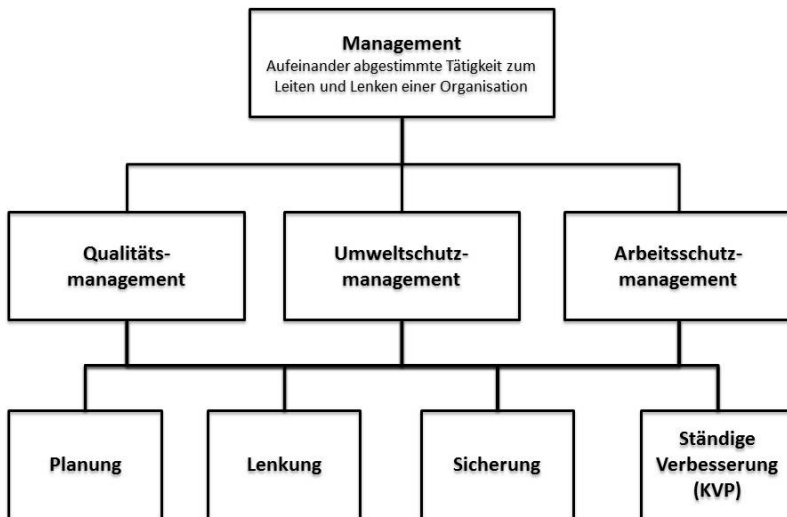 Management
Aufeinander abgestimmte Tätigkeit zum
Leiten und Lenken einer Organisation
Qualitäts-
management
Umweltschutz-
management
Arbeitsschutz-
management
Planung
Lenkung
Sicherung
Ständige
Verbesserung
(KVP)